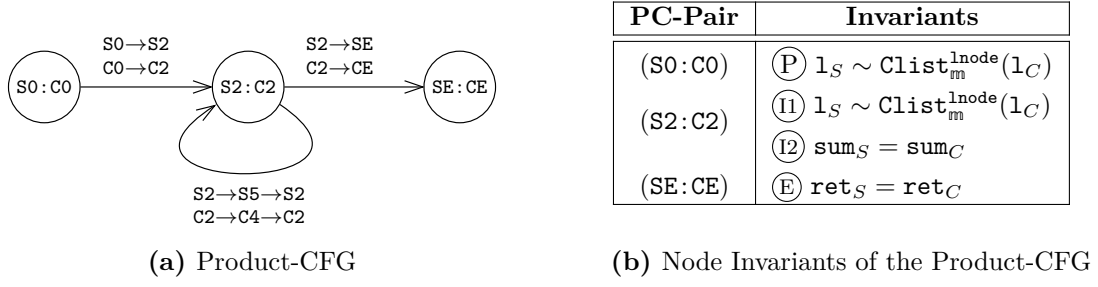 S0→S2
C0→C2
S2→SE
C2→CE
S0:C0
S2:C2
SE:CE
S2→S5→S2
C2→C4→C2
(a) Product-CFG
PC-Pair Invariants
(S0:C0) Ⓟ l_S ∼ Clist_𝕞^lnode(l_C)
(S2:C2) (I1) l_S ∼ Clist_𝕞^lnode(l_C)
(I2) sum_S = sum_C
(SE:CE) Ⓔ ret_S = ret_C
(b) Node Invariants of the Product-CFG